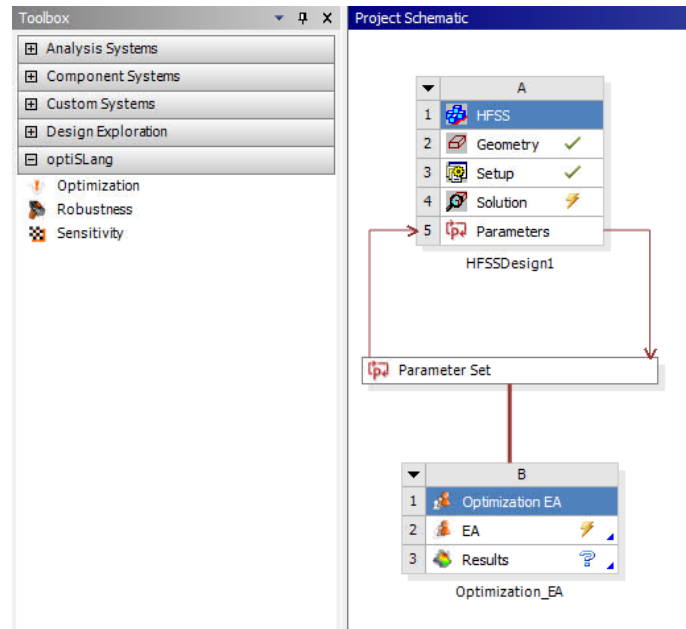 Toolbox
Analysis Systems
Component Systems
Custom Systems
Design Exploration
optiSLang
Optimization
Robustness
Sensitivity
Project Schematic
A
1 HFSS
2 Geometry
3 Setup
4 Solution
5 Parameters
HFSSDesign1
Parameter Set
B
1 Optimization EA
2 EA
3 Results
Optimization_EA